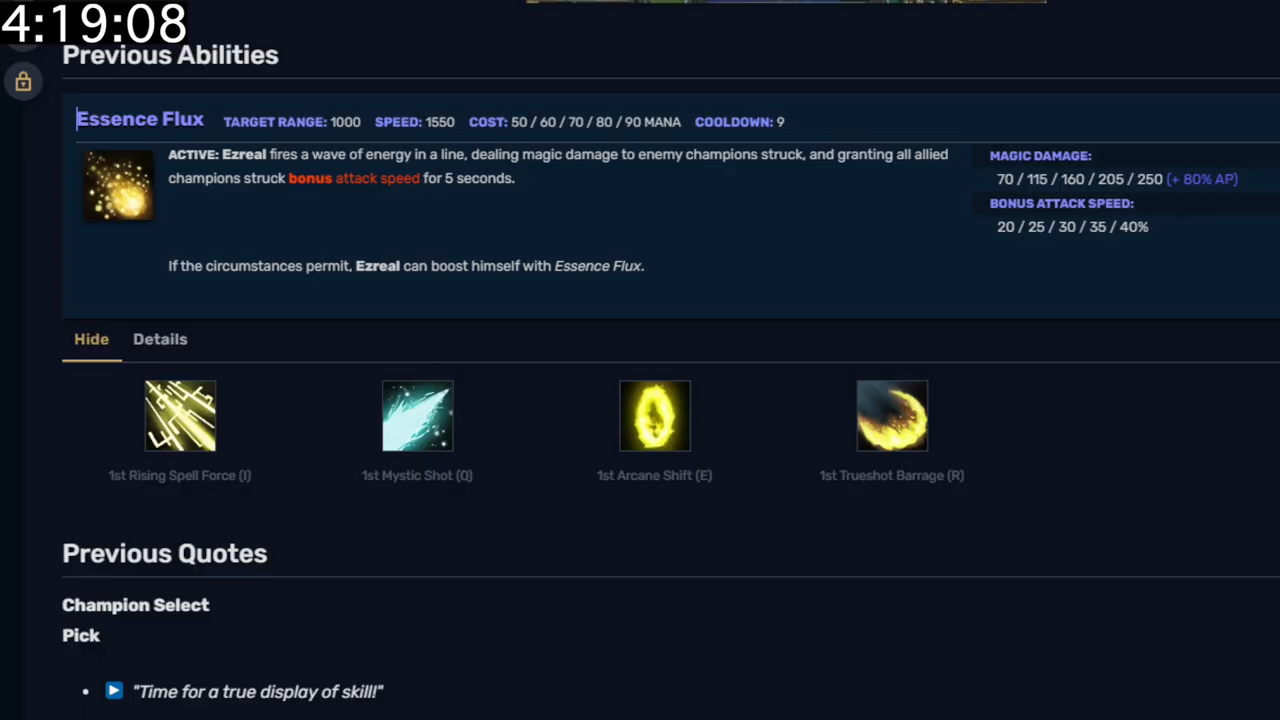 4:19:08
Previous Abilities
Essence Flux TARGET RANGE: 1000 SPEED: 1550 COST: 50 / 60 / 70 / 80 / 90 MANA COOLDOWN: 9
ACTIVE: Ezreal fires a wave of energy in a line, dealing magic damage to enemy champions struck, and granting all allied
champions struck bonus attack speed for 5 seconds.
If the circumstances permit, Ezreal can boost himself with Essence Flux.
MAGIC DAMAGE:
70 / 115 / 160 / 205 / 250 (+ 80% AP)
BONUS ATTACK SPEED:
20 / 25 / 30 / 35 / 40%
Hide Details
1st Rising Spell Force (I) 1st Mystic Shot (Q) 1st Arcane Shift (E) 1st Trueshot Barrage (R)
Previous Quotes
Champion Select
Pick
• "Time for a true display of skill!"